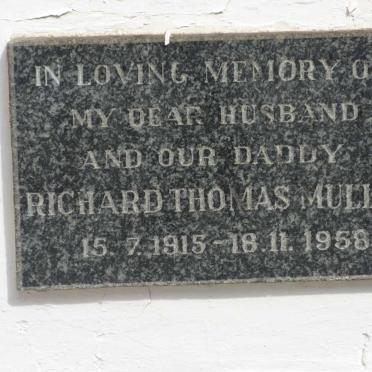 IN LOVING MEMORY O
MY DEAR HUSBAND
AND OUR DADDY
RICHARD THOMAS MULL
15.7.1915-18.11.1958